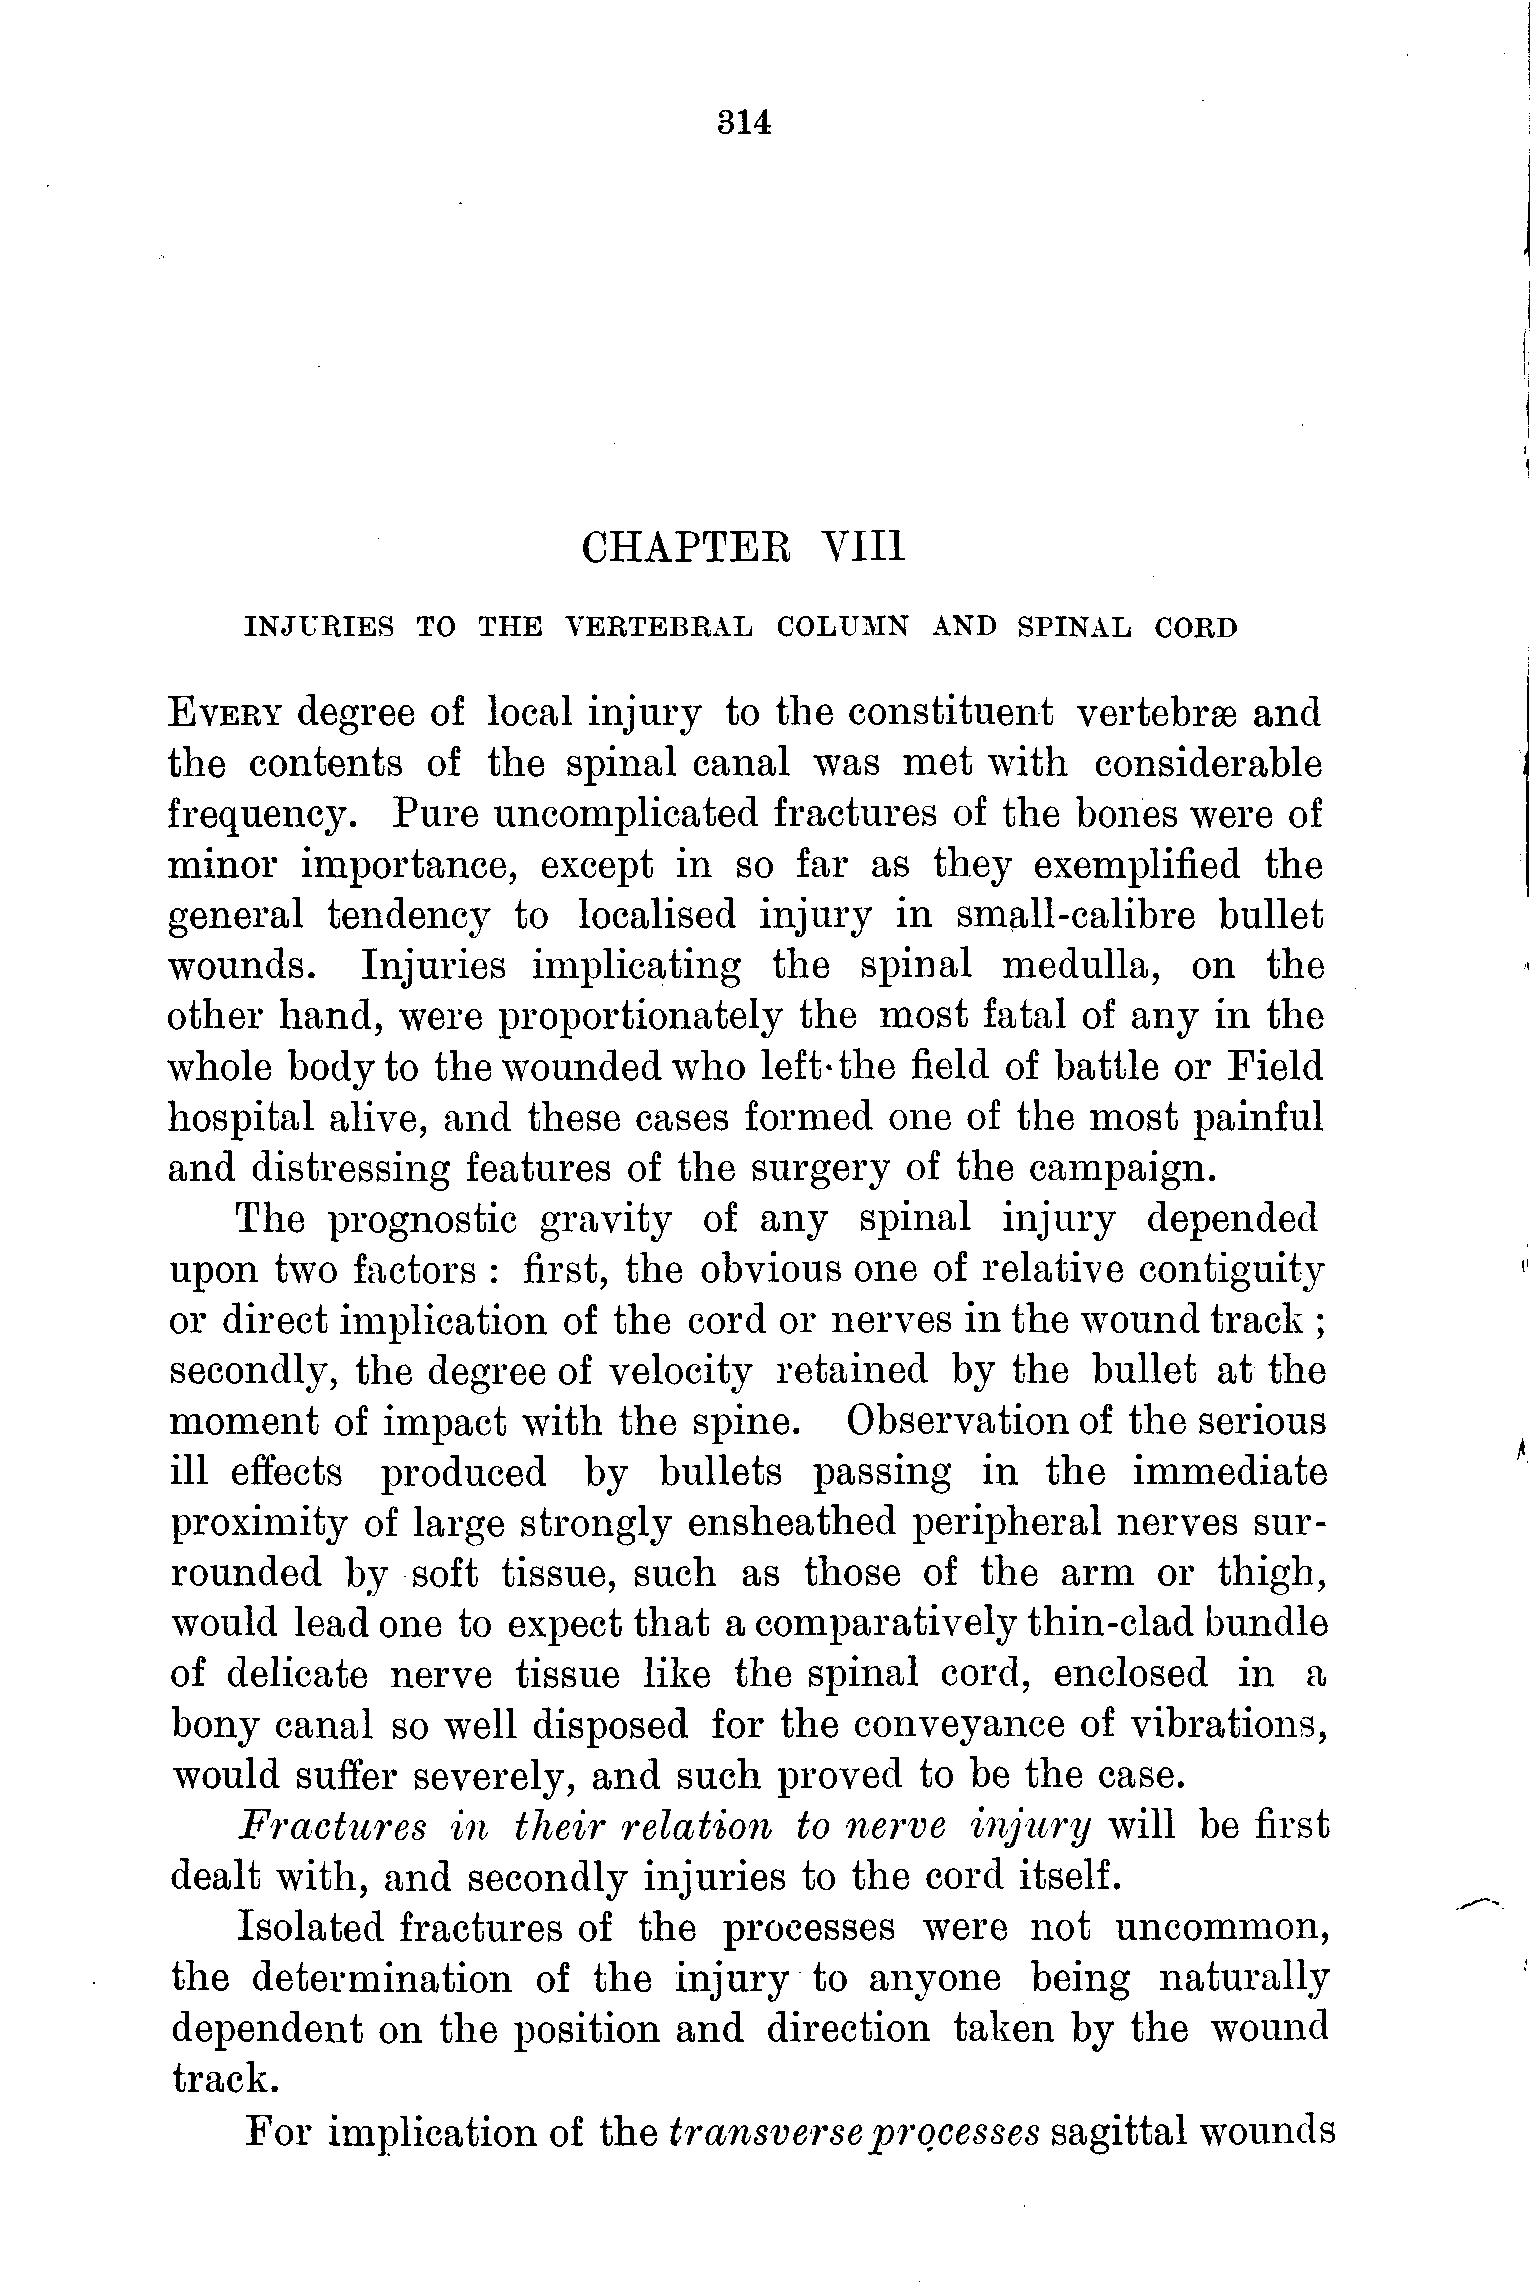 314
CHAPTER VIII
INJURIES TO THE VERTEBRAL COLUMN AND SPINAL CORD
EVERY degree of local injury to the constituent vertebræ and
the contents of the spinal canal was met with considerable
frequency. Pure uncomplicated fractures of the bones were of
minor importance, except in so far as they exemplified the
general tendency to localised injury in small-calibre bullet
wounds. Injuries implicating the spinal medulla, on the
other hand, were proportionately the most fatal of any in the
whole body to the wounded who left the field of battle or Field
hospital alive, and these cases formed one of the most painful
and distressing features of the surgery of the campaign.
The prognostic gravity of any spinal injury depended
upon two factors : first, the obvious one of relative contiguity
or direct implication of the cord or nerves in the wound track ;
secondly, the degree of velocity retained by the bullet at the
moment of impact with the spine. Observation of the serious
ill effects produced by bullets passing in the immediate
proximity of large strongly ensheathed peripheral nerves sur-
rounded by soft tissue, such as those of the arm or thigh,
would lead one to expect that a comparatively thin-clad bundle
of delicate nerve tissue like the spinal cord, enclosed in a
bony canal so well disposed for the conveyance of vibrations,
would suffer severely, and such proved to be the case.
Fractures in their relation to nerve injury will be first
dealt with, and secondly injuries to the cord itself.
Isolated fractures of the processes were not uncommon,
the determination of the injury to anyone being naturally
dependent on the position and direction taken by the wound
track.
For implication of the transverse processes sagittal wounds